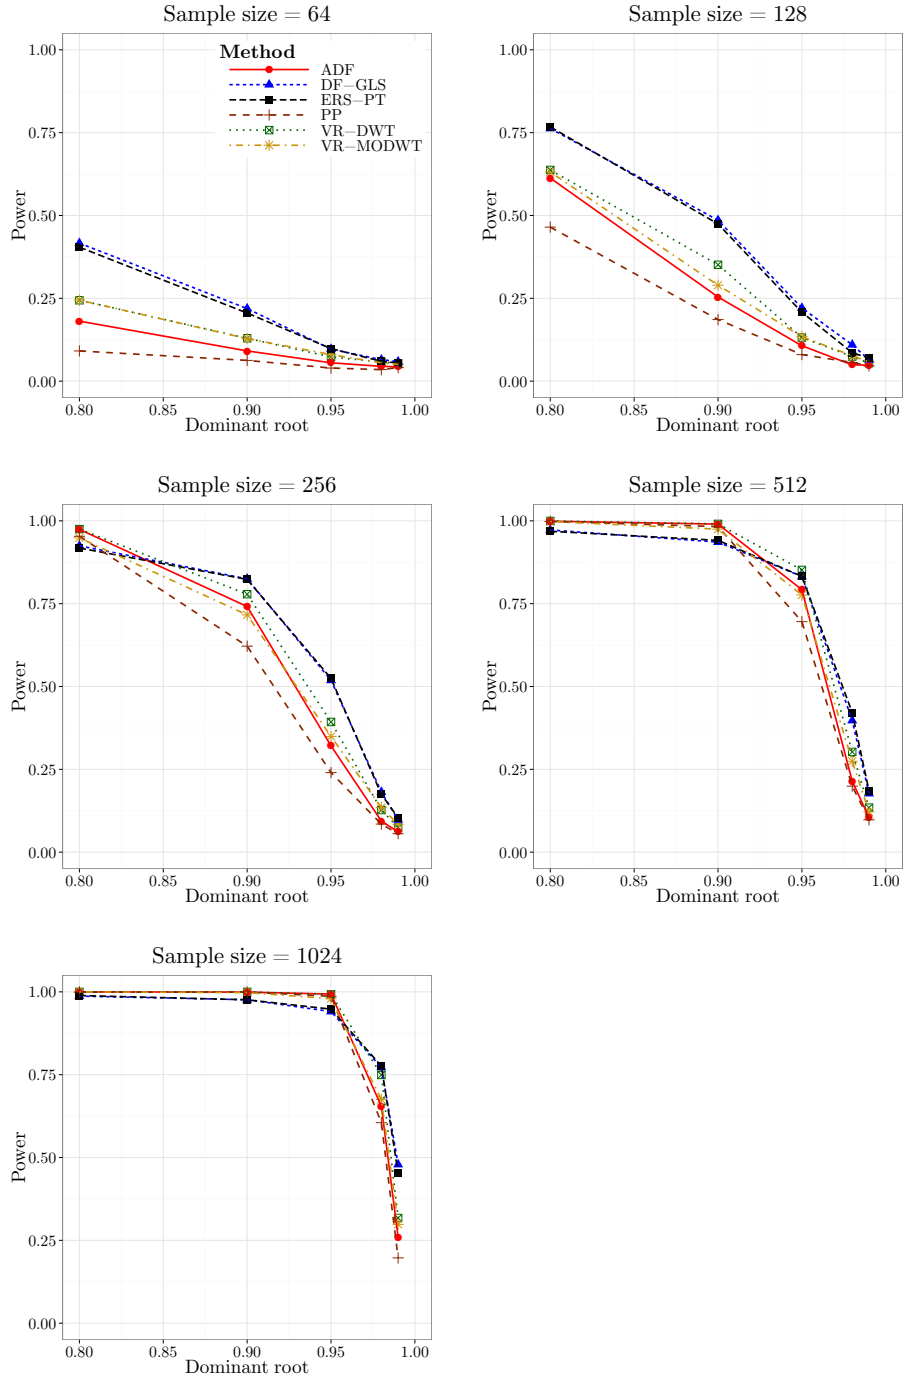 Sample size = 64
1.00
0.75
0.50
0.25
0.00
Power
Method
ADF
DF−GLS
ERS−PT
PP
VR−DWT
VR−MODWT
0.80 0.85 0.90 0.95 1.00
Dominant root
Sample size = 128
1.00
0.75
0.50
0.25
0.00
Power
0.80 0.85 0.90 0.95 1.00
Dominant root
Sample size = 256
1.00
0.75
0.50
0.25
0.00
Power
0.80 0.85 0.90 0.95 1.00
Dominant root
Sample size = 512
1.00
0.75
0.50
0.25
0.00
Power
0.80 0.85 0.90 0.95 1.00
Dominant root
Sample size = 1024
1.00
0.75
0.50
0.25
0.00
Power
0.80 0.85 0.90 0.95 1.00
Dominant root